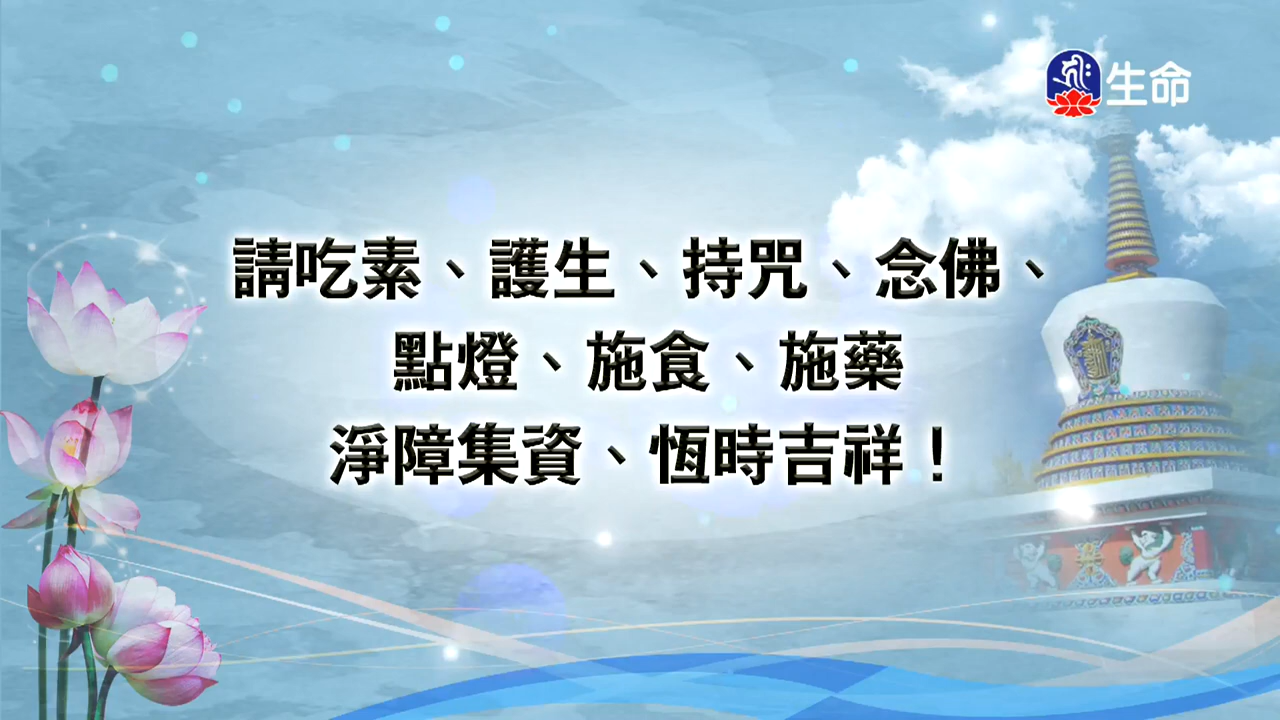 生命
請吃素、護生、持咒、念佛、
點燈、施食、施藥
淨障集資、恆時吉祥！